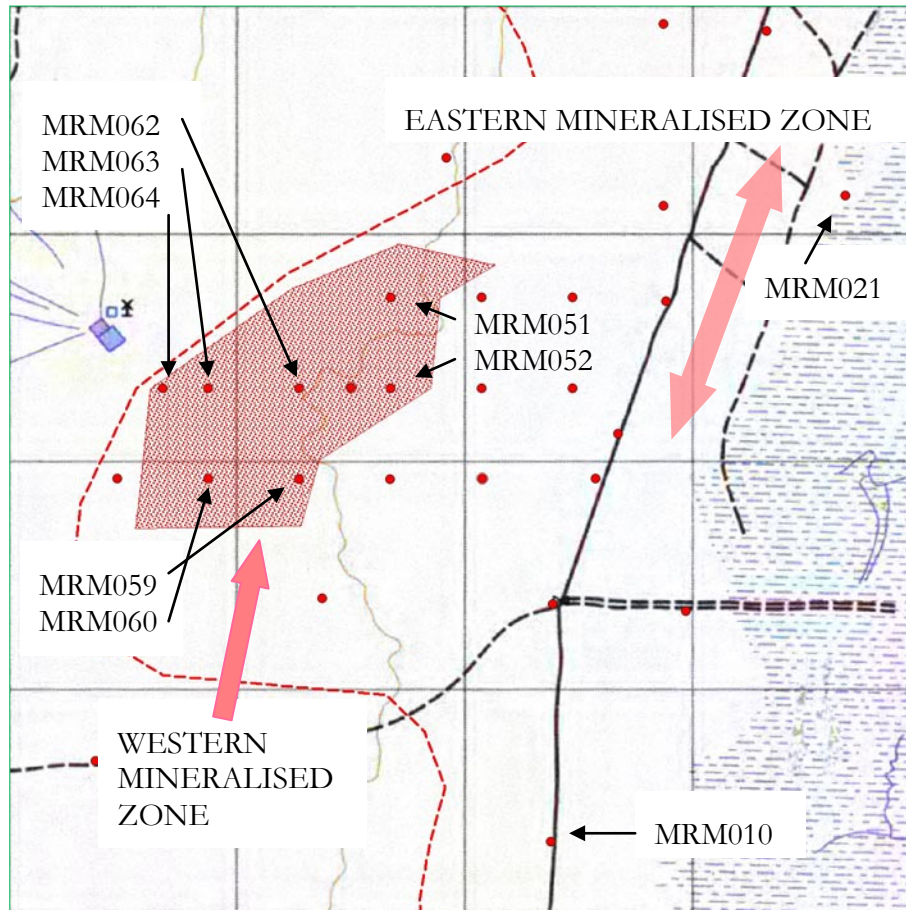 MRM062
MRM063
MRM064
EASTERN MINERALISED ZONE
MRM021
MRM051
MRM052
MRM059
MRM060
WESTERN
MINERALISED
ZONE
MRM010